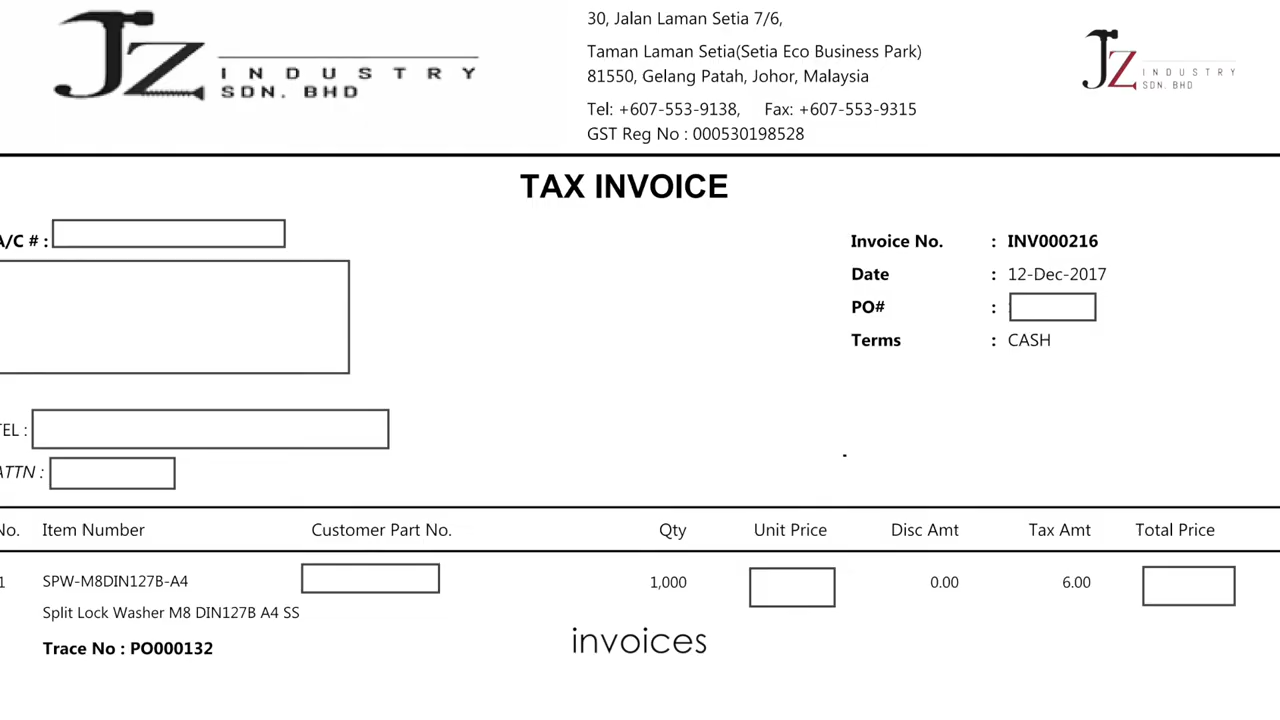 JZ INDUSTRY
SDN. BHD
30, Jalan Laman Setia 7/6,
Taman Laman Setia(Setia Eco Business Park)
81550, Gelang Patah, Johor, Malaysia
Tel: +607-553-9138, Fax: +607-553-9315
GST Reg No : 000530198528
JZ INDUSTRY
SDN. BHD
TAX INVOICE
A/C # :
Invoice No. : INV000216
Date : 12-Dec-2017
PO# :
Terms : CASH
TEL :
ATTN :
No. Item Number Customer Part No. Qty Unit Price Disc Amt Tax Amt Total Price
1 SPW-M8DIN127B-A4 1,000 0.00 6.00
Split Lock Washer M8 DIN127B A4 SS
Trace No : PO000132
invoices